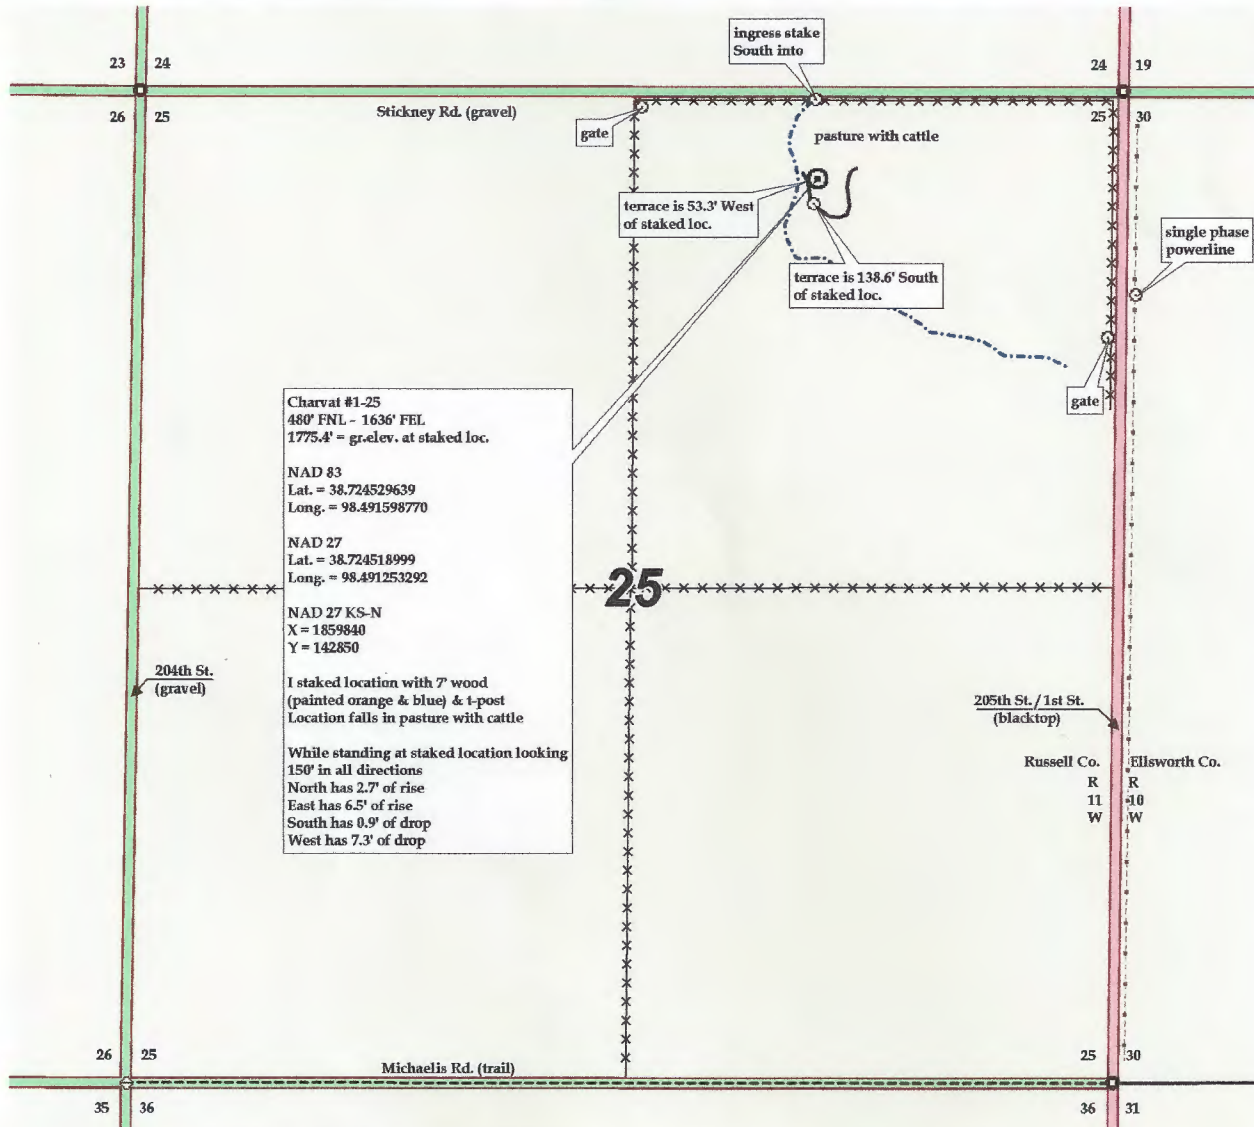 ingress stake
South into
23 24
24 19
Stickney Rd. (gravel)
26 25
25 30
gate
pasture with cattle
terrace is 53.3' West
of staked loc.
single phase
powerline
terrace is 138.6' South
of staked loc.
gate
Charvat #1-25
480' FNL - 1636' FEL
1775.4' = gr.elev. at staked loc.
NAD 83
Lat. = 38.724529639
Long. = 98.491598770
NAD 27
Lat. = 38.724518999
Long. = 98.491253292
NAD 27 KS-N
X = 1859840
Y = 142850
I staked location with 7' wood
(painted orange & blue) & t-post
Location falls in pasture with cattle
While standing at staked location looking
150' in all directions
North has 2.7' of rise
East has 6.5' of rise
South has 0.9' of drop
West has 7.3' of drop
25
204th St.
(gravel)
205th St./1st St.
(blacktop)
Russell Co. Ellsworth Co.
R R
11 10
W W
26 25
Michaelis Rd. (trail)
25 30
35 36
36 31